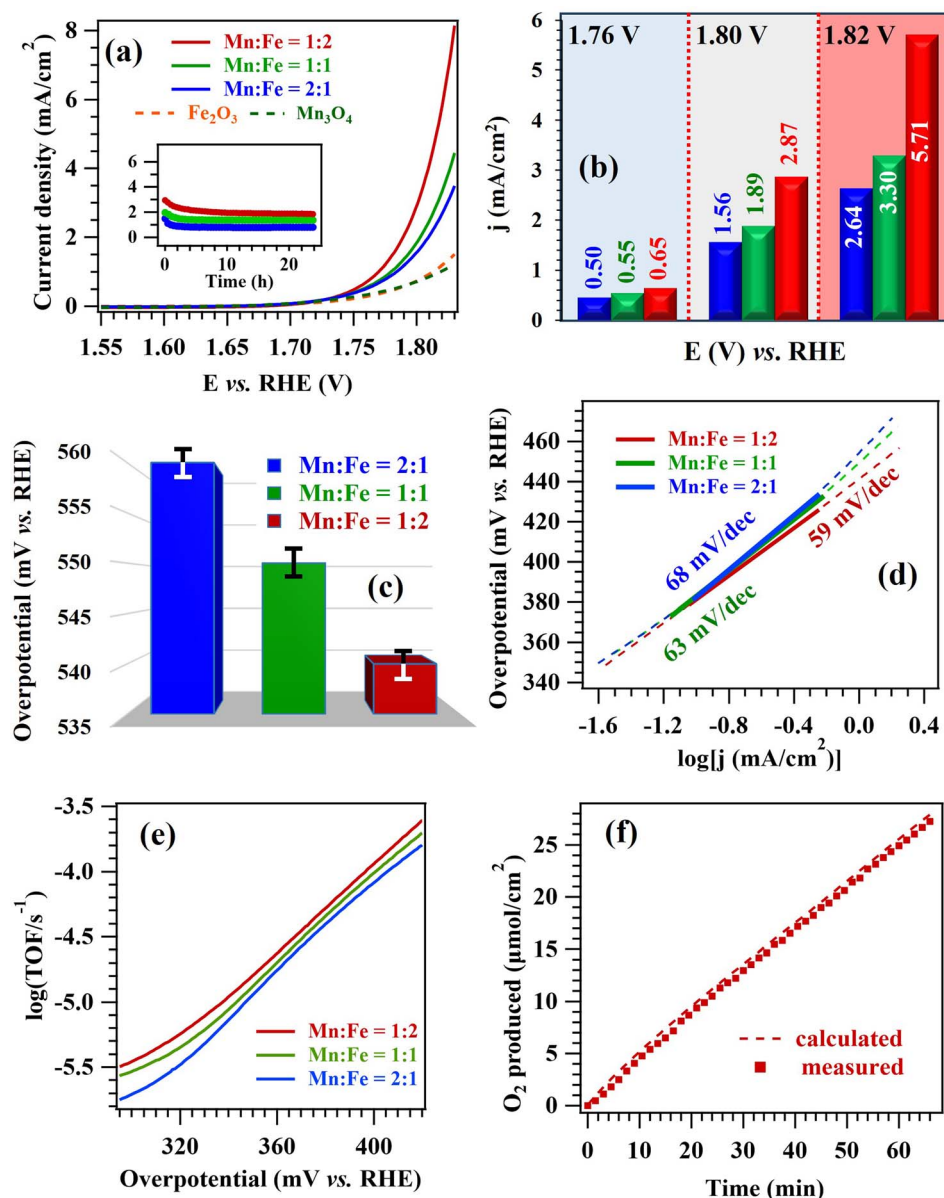 (a)
Mn:Fe = 1:2
Mn:Fe = 1:1
Mn:Fe = 2:1
Fe₂O₃
Mn₃O₄
Current density (mA/cm²)
8
6
4
2
0
6
4
2
0
0
10
20
Time (h)
1.55
1.60
1.65
1.70
1.75
1.80
E vs. RHE (V)
(b)
1.76 V
1.80 V
1.82 V
j (mA/cm²)
6
5
4
3
2
1
0
0.50
0.55
0.65
1.56
1.89
2.87
2.64
3.30
5.71
E (V) vs. RHE
Overpotential (mV vs. RHE)
560
555
550
545
540
535
Mn:Fe = 2:1
Mn:Fe = 1:1
Mn:Fe = 1:2
(c)
Overpotential (mV vs. RHE)
460
440
420
400
380
360
340
Mn:Fe = 1:2
Mn:Fe = 1:1
Mn:Fe = 2:1
68 mV/dec
59 mV/dec
63 mV/dec
(d)
-1.6
-1.2
-0.8
-0.4
0.0
0.4
log[j (mA/cm²)]
(e)
log(TOF/s⁻¹)
-3.5
-4.0
-4.5
-5.0
-5.5
Mn:Fe = 1:2
Mn:Fe = 1:1
Mn:Fe = 2:1
320
360
400
Overpotential (mV vs. RHE)
(f)
O₂ produced (μmol/cm²)
25
20
15
10
5
0
calculated
measured
0
10
20
30
40
50
60
Time (min)